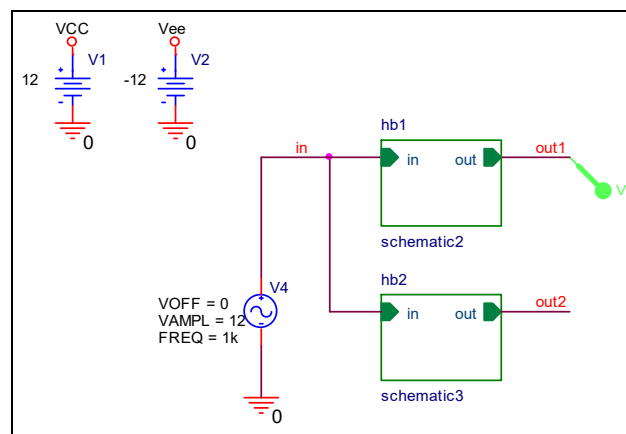 VCC
Vee
V1
V2
12
-12
+
-
+
-
0
0
hb1
in
in
out
out1
V
schematic2
hb2
V4
VOFF = 0
VAMPL = 12
FREQ = 1k
+
-
in
out
out2
schematic3
0